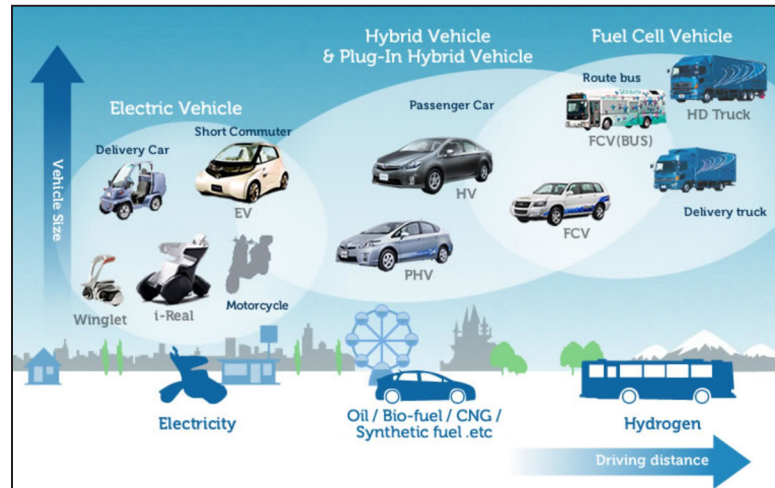 Hybrid Vehicle
& Plug-In Hybrid Vehicle
Fuel Cell Vehicle
Electric Vehicle
Vehicle Size
Delivery Car
Short Commuter
EV
Winglet
i-Real
Motorcycle
Passenger Car
HV
PHV
Route bus
FCV(BUS)
HD Truck
FCV
Delivery truck
Electricity
Oil / Bio-fuel / CNG /
Synthetic fuel .etc
Hydrogen
Driving distance